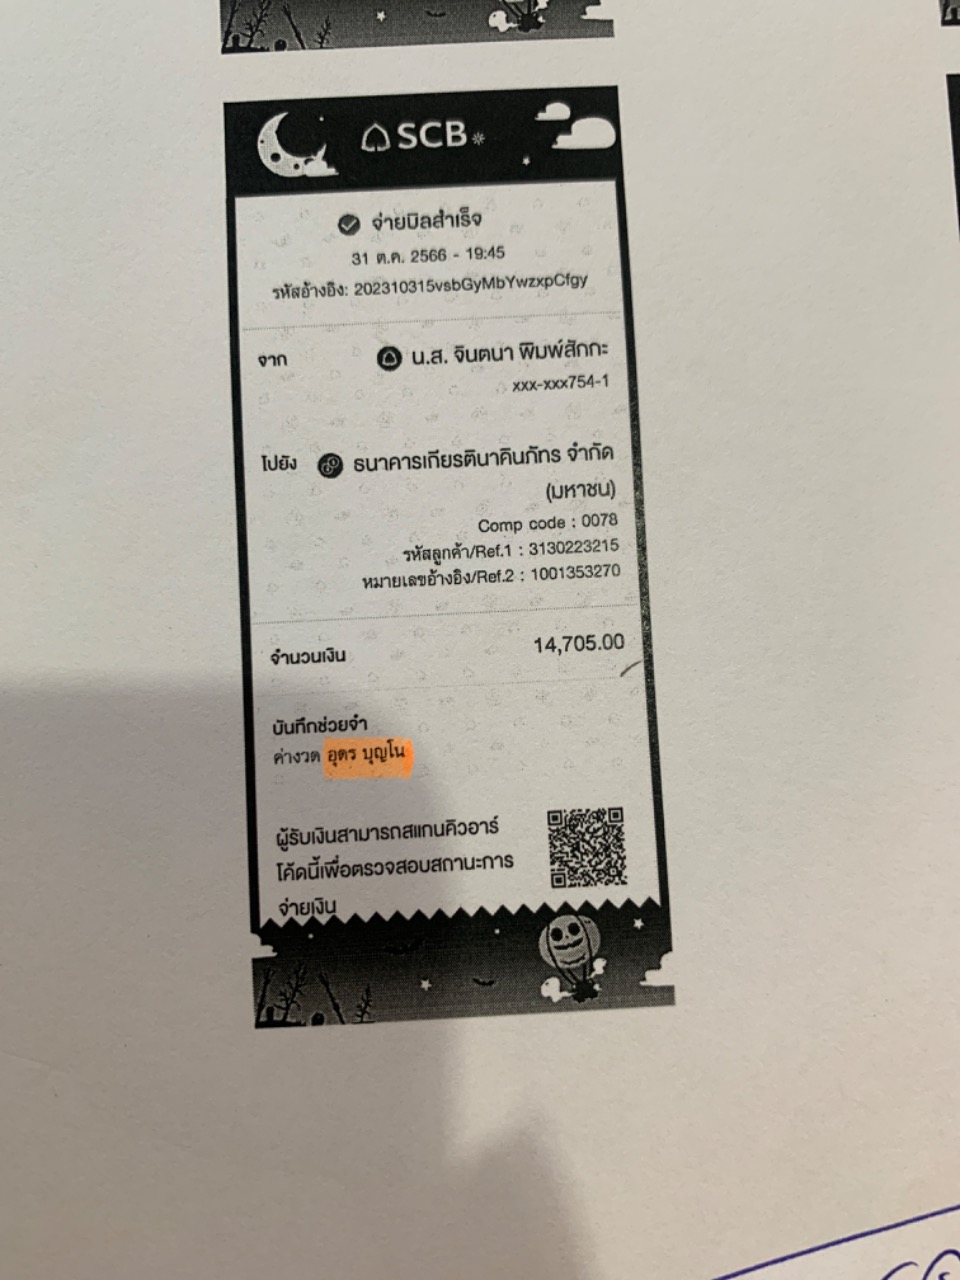 SCB
จ่ายบิลสำเร็จ
31 ต.ค. 2566 - 19:45
รหัสอ้างอิง: 202310315vsbGyMbYwzxpCfgy
จาก น.ส. จินตนา พิมพ์สักกะ
xxx-xxx754-1
ไปยัง ธนาคารเกียรตินาคินภัทร จำกัด
(มหาชน)
Comp code : 0078
รหัสลูกค้า/Ref.1 : 3130223215
หมายเลขอ้างอิง/Ref.2 : 1001353270
จำนวนเงิน 14,705.00
บันทึกช่วยจำ
ค่างวด อุดร บุญโน
ผู้รับเงินสามารถสแกนคิวอาร์
โค้ดนี้เพื่อตรวจสอบสถานะการ
จ่ายเงิน